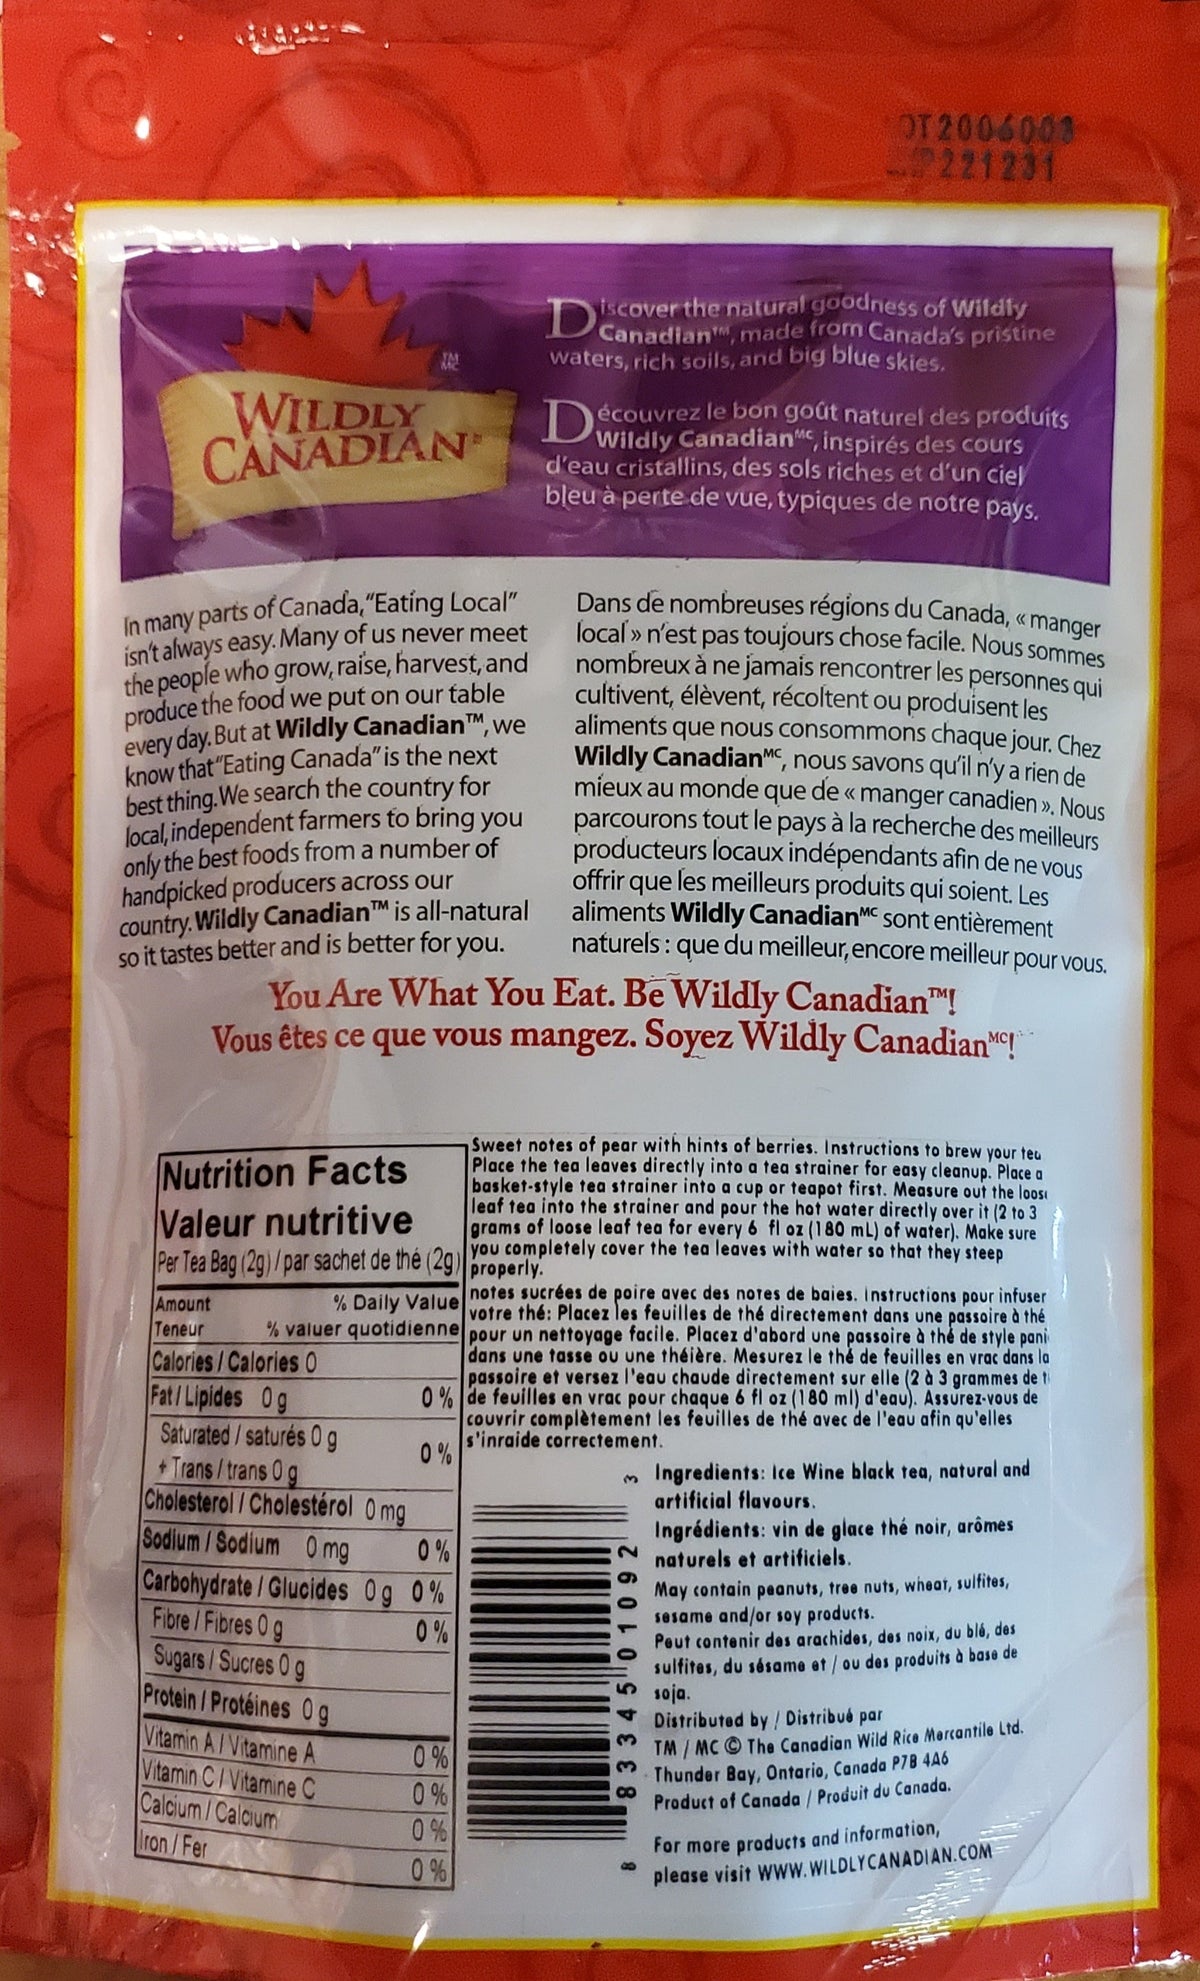 2006003
221231
TM
MC
WILDLY
CANADIAN
Discover the natural goodness of Wildly
Canadian™, made from Canada's pristine
waters, rich soils, and big blue skies.
Découvrez le bon goût naturel des produits
Wildly Canadianᴹᶜ, inspirés des cours
d'eau cristallins, des sols riches et d'un ciel
bleu à perte de vue, typiques de notre pays.
In many parts of Canada, "Eating Local"
isn't always easy. Many of us never meet
the people who grow, raise, harvest, and
produce the food we put on our table
every day. But at Wildly Canadian™, we
know that "Eating Canada" is the next
best thing. We search the country for
local, independent farmers to bring you
only the best foods from a number of
handpicked producers across our
country. Wildly Canadian™ is all-natural
so it tastes better and is better for you.
Dans de nombreuses régions du Canada, « manger
local » n'est pas toujours chose facile. Nous sommes
nombreux à ne jamais rencontrer les personnes qui
cultivent, élèvent, récoltent ou produisent les
aliments que nous consommons chaque jour. Chez
Wildly Canadianᴹᶜ, nous savons qu'il n'y a rien de
mieux au monde que de « manger canadien ». Nous
parcourons tout le pays à la recherche des meilleurs
producteurs locaux indépendants afin de ne vous
offrir que les meilleurs produits qui soient. Les
aliments Wildly Canadianᴹᶜ sont entièrement
naturels : que du meilleur, encore meilleur pour vous.
You Are What You Eat. Be Wildly Canadian™!
Vous êtes ce que vous mangez. Soyez Wildly Canadianᴹᶜ!
Nutrition Facts
Valeur nutritive
Per Tea Bag (2g) / par sachet de thé (2g)
Amount % Daily Value
Teneur % valuer quotidienne
Calories / Calories 0
Fat / Lipides 0 g 0 %
Saturated / saturés 0 g
+ Trans / trans 0 g 0 %
Cholesterol / Cholestérol 0 mg
Sodium / Sodium 0 mg 0 %
Carbohydrate / Glucides 0 g 0 %
Fibre / Fibres 0 g 0 %
Sugars / Sucres 0 g
Protein / Protéines 0 g
Vitamin A / Vitamine A 0 %
Vitamin C / Vitamine C 0 %
Calcium / Calcium 0 %
Iron / Fer 0 %
Sweet notes of pear with hints of berries. Instructions to brew your tea
Place the tea leaves directly into a tea strainer for easy cleanup. Place a
basket-style tea strainer into a cup or teapot first. Measure out the loose
leaf tea into the strainer and pour the hot water directly over it (2 to 3
grams of loose leaf tea for every 6 fl oz (180 mL) of water). Make sure
you completely cover the tea leaves with water so that they steep
properly.
notes sucrées de poire avec des notes de baies. Instructions pour infuser
votre thé: Placez les feuilles de thé directement dans une passoire à thé
pour un nettoyage facile. Placez d'abord une passoire à thé de style pani
dans une tasse ou une théière. Mesurez le thé de feuilles en vrac dans la
passoire et versez l'eau chaude directement sur elle (2 à 3 grammes de t
de feuilles en vrac pour chaque 6 fl oz (180 ml) d'eau). Assurez-vous de
couvrir complètement les feuilles de thé avec de l'eau afin qu'elles
s'inraide correctement.
8 83345 01092 3
Ingredients: Ice Wine black tea, natural and
artificial flavours.
Ingrédients: vin de glace thé noir, arômes
naturels et artificiels.
May contain peanuts, tree nuts, wheat, sulfites,
sesame and/or soy products.
Peut contenir des arachides, des noix, du blé, des
sulfites, du sésame et / ou des produits à base de
soja.
Distributed by / Distribué par
TM / MC © The Canadian Wild Rice Mercantile Ltd.
Thunder Bay, Ontario, Canada P7B 4A6
Product of Canada / Produit du Canada.
For more products and information,
please visit WWW.WILDLYCANADIAN.COM